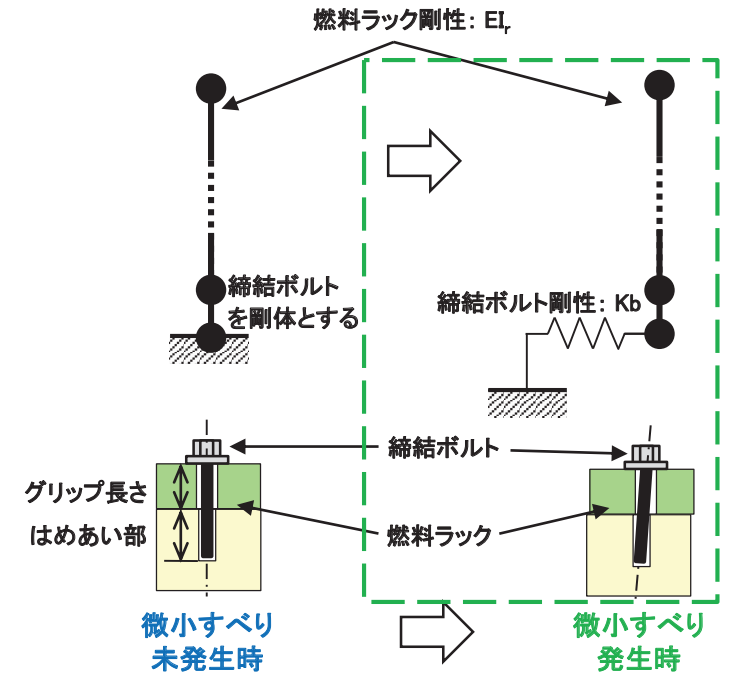 燃料ラック剛性: EIr
締結ボルト
を剛体とする
締結ボルト剛性: Kb
締結ボルト
グリップ長さ
はめあい部
燃料ラック
微小すべり
未発生時
微小すべり
発生時